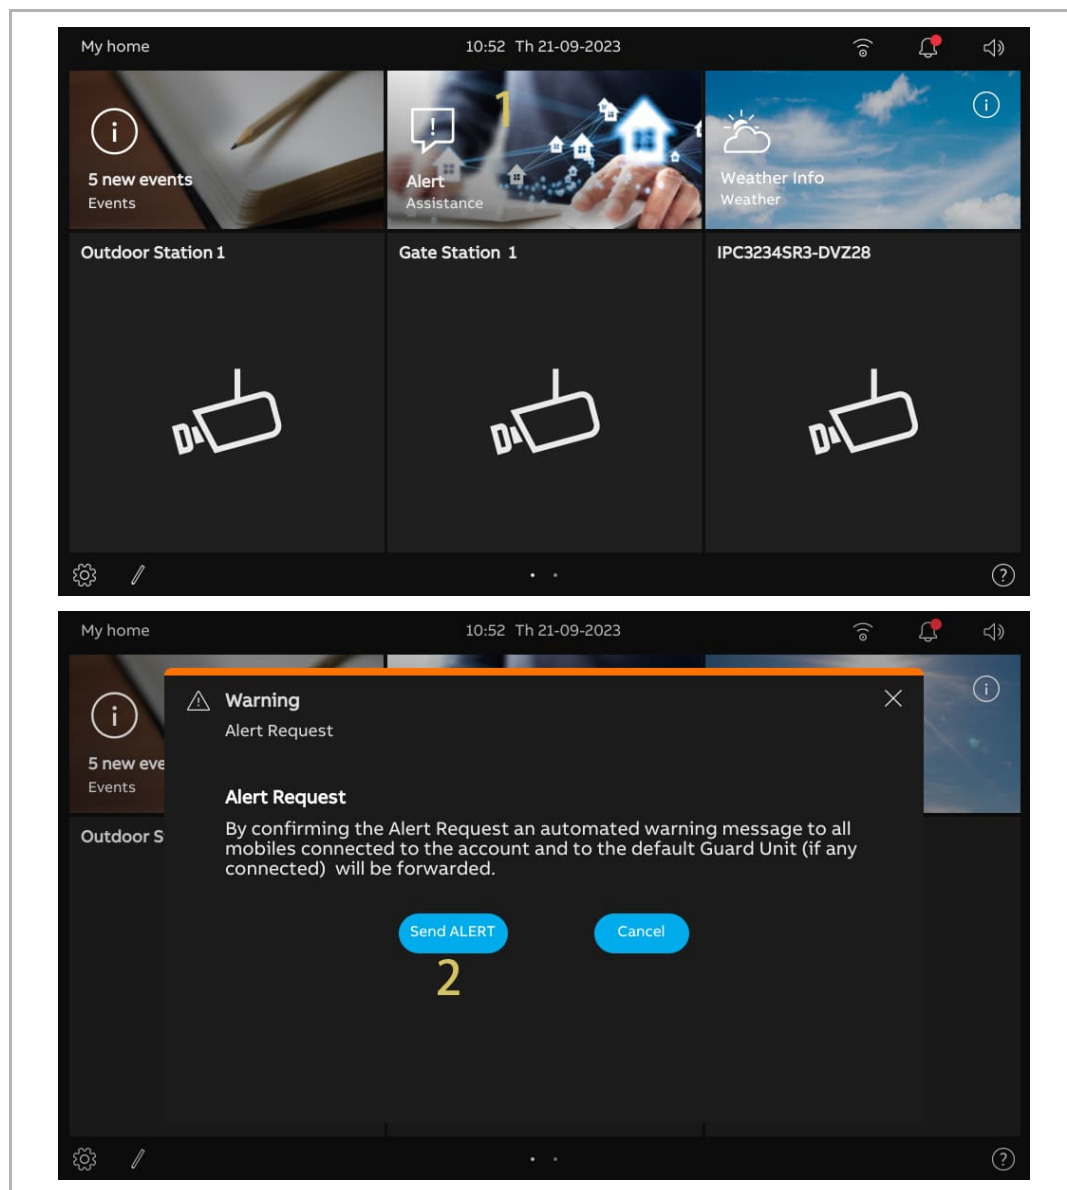 My home
10:52 Th 21-09-2023
1
5 new events
Events
Alert
Assistance
Weather Info
Weather
Outdoor Station 1
Gate Station 1
IPC3234SR3-DVZ28
My home
10:52 Th 21-09-2023
5 new eve
Events
Outdoor S
Warning
Alert Request
Alert Request
By confirming the Alert Request an automated warning message to all
mobiles connected to the account and to the default Guard Unit (if any
connected) will be forwarded.
Send ALERT
Cancel
2